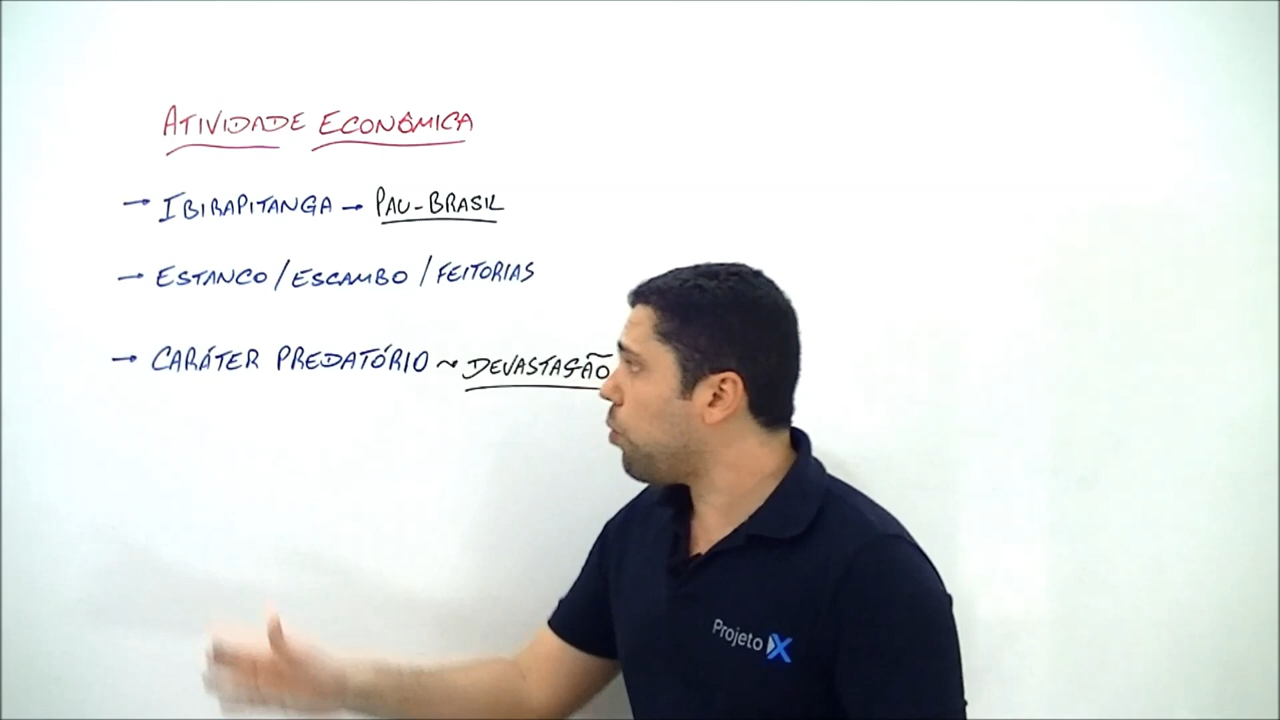 ATIVIDADE ECONÔMICA
→ IBIRAPITANGA → PAU-BRASIL
→ ESTANCO / ESCAMBO / FEITORIAS
→ CARÁTER PREDATÓRIO ~ DEVASTAÇÃO
Projeto X